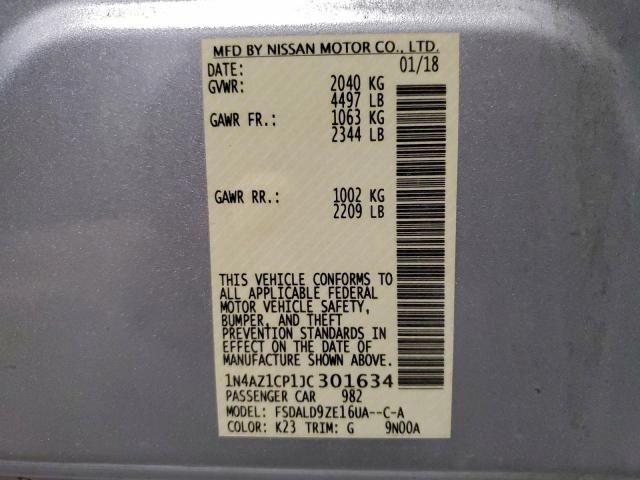 MFD BY NISSAN MOTOR CO., LTD.
DATE: 01/18
GVWR: 2040 KG
4497 LB
GAWR FR.: 1063 KG
2344 LB
GAWR RR.: 1002 KG
2209 LB
THIS VEHICLE CONFORMS TO
ALL APPLICABLE FEDERAL
MOTOR VEHICLE SAFETY,
BUMPER, AND THEFT
PREVENTION STANDARDS IN
EFFECT ON THE DATE OF
MANUFACTURE SHOWN ABOVE.
1N4AZ1CP1JC301634
PASSENGER CAR 982
MODEL: FSDALD9ZE16UA--C-A
COLOR: K23 TRIM: G 9N00A